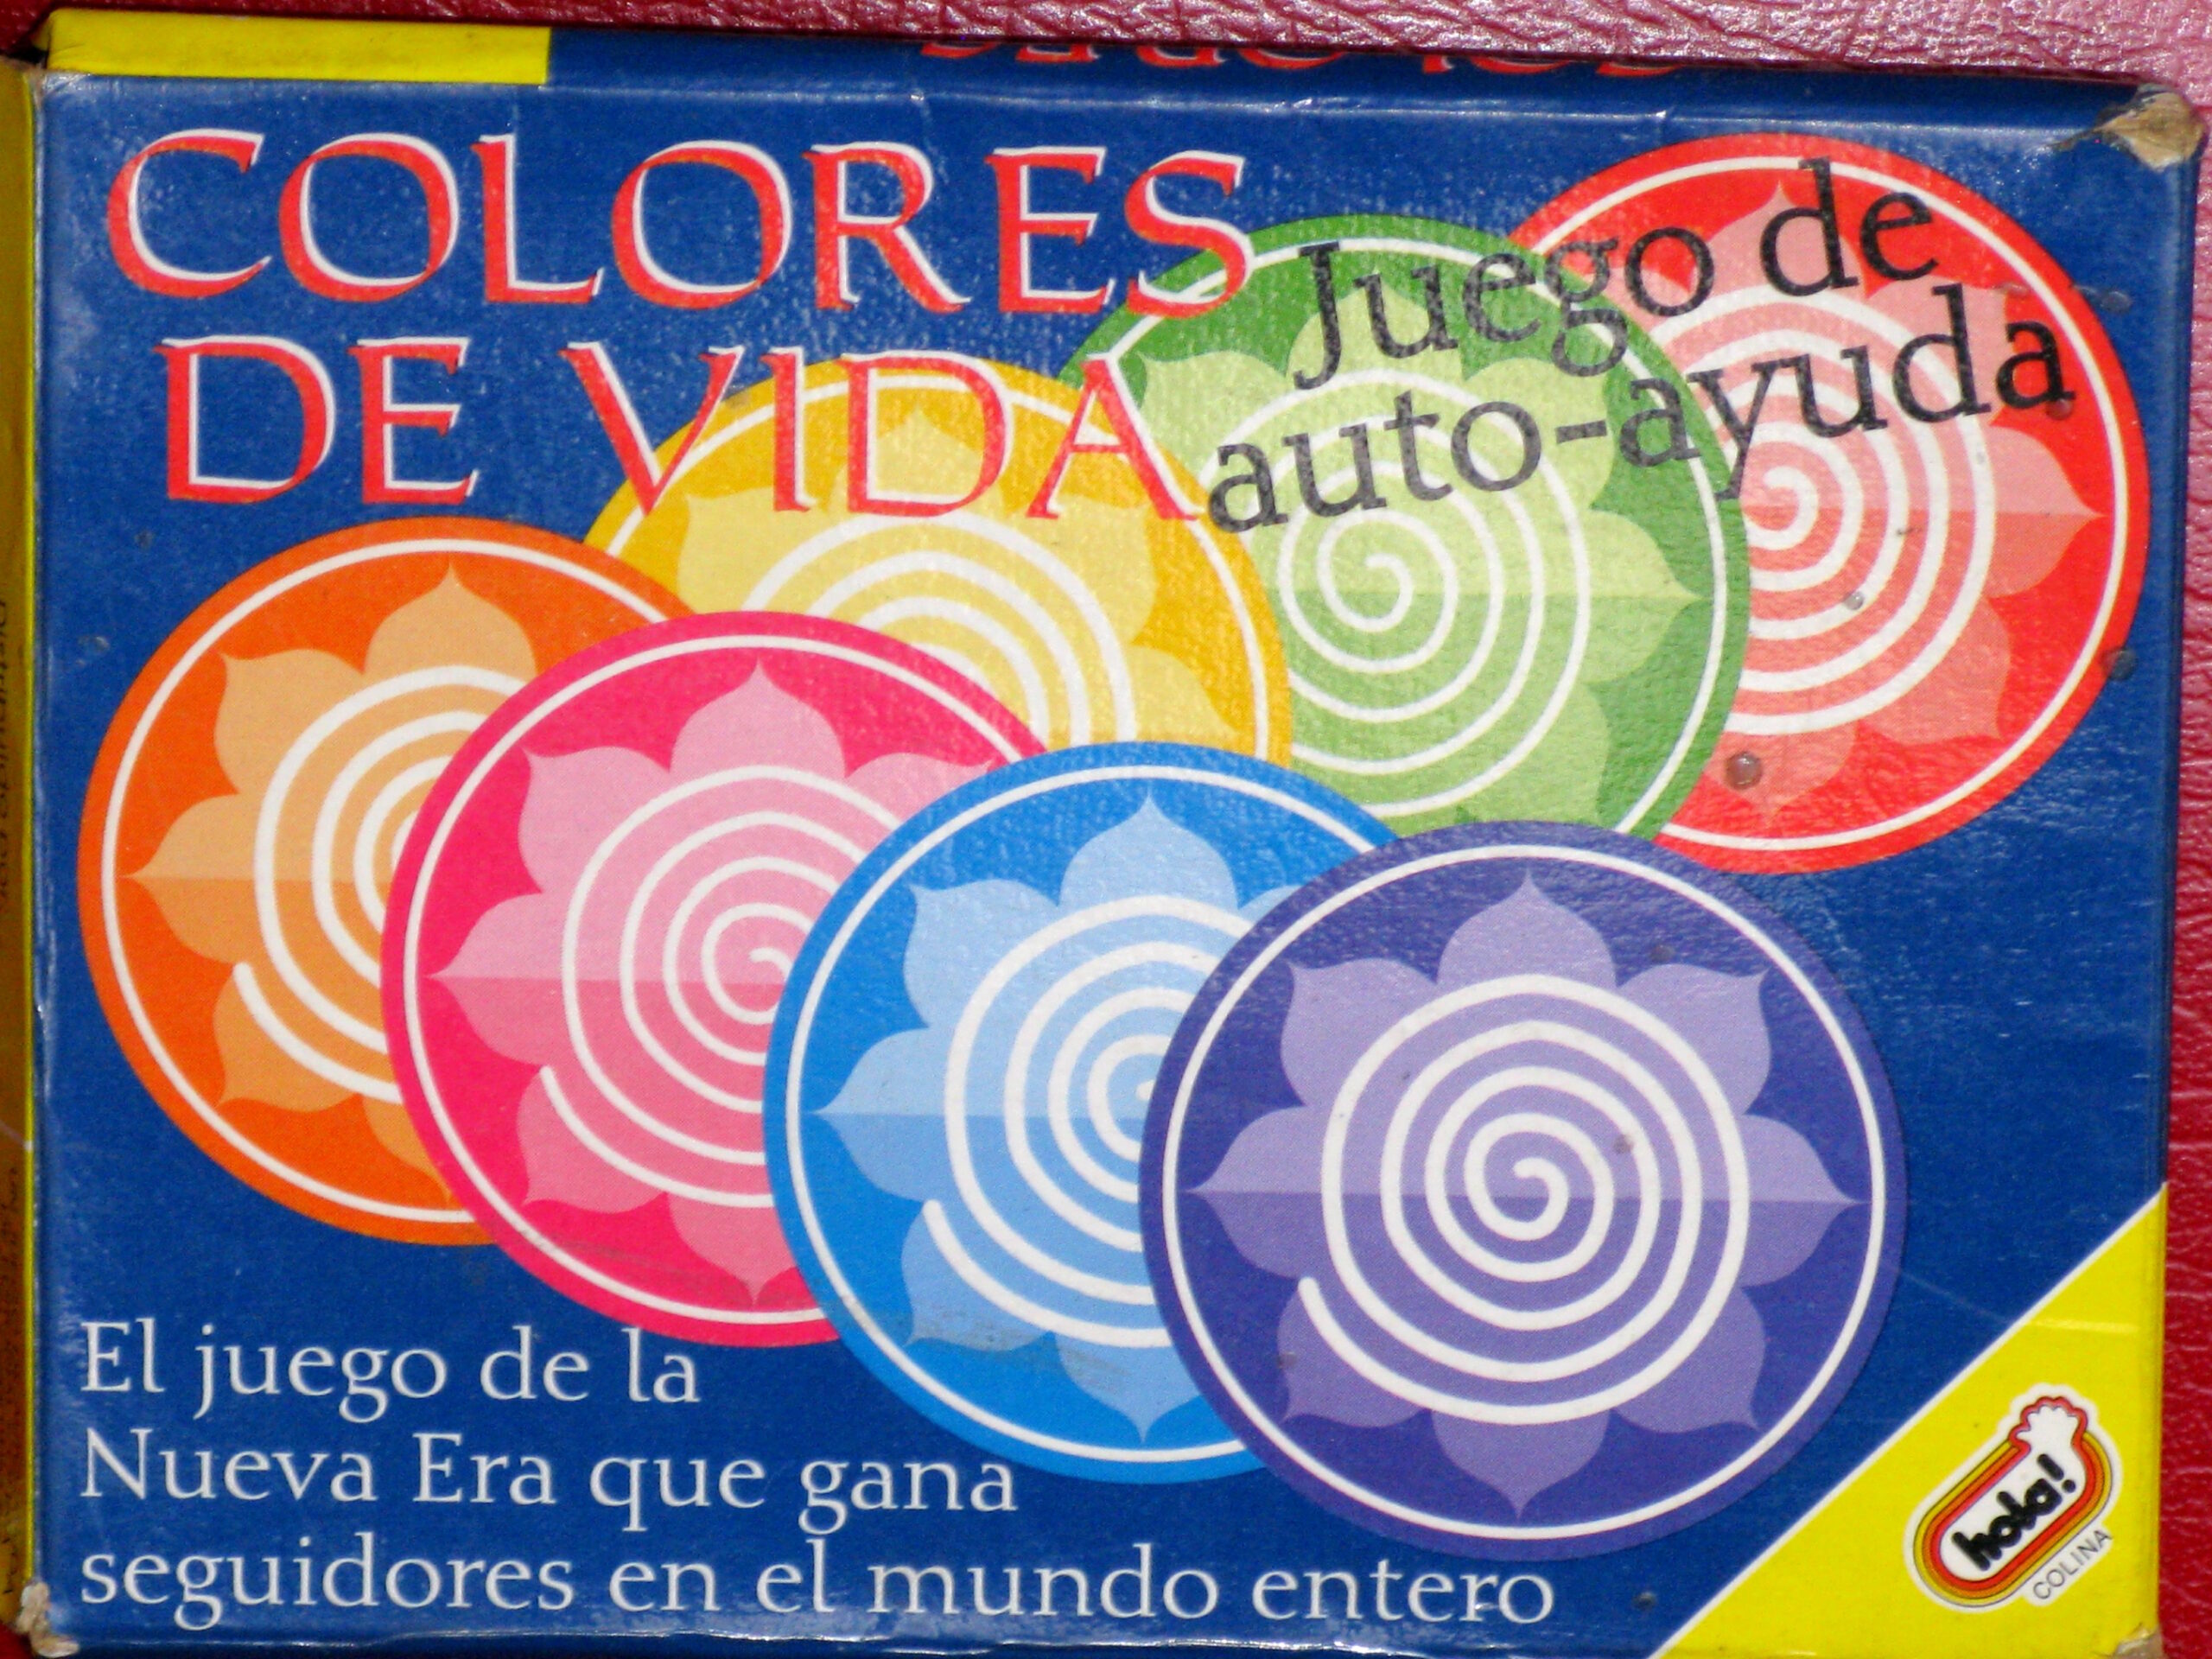 COLORES
DE VIDA
Juego de
auto-ayuda
El juego de la
Nueva Era que gana
seguidores en el mundo entero
hola!
COLINA